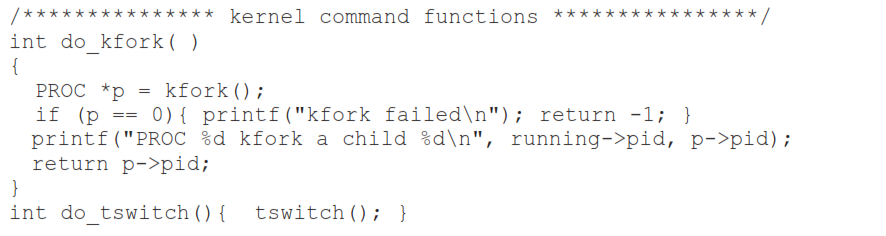 /*************** kernel command functions ****************/
int do_kfork( )
{
  PROC *p = kfork();
  if (p == 0){ printf("kfork failed\n"); return -1; }
  printf("PROC %d kfork a child %d\n", running->pid, p->pid);
  return p->pid;
}
int do_tswitch(){  tswitch(); }